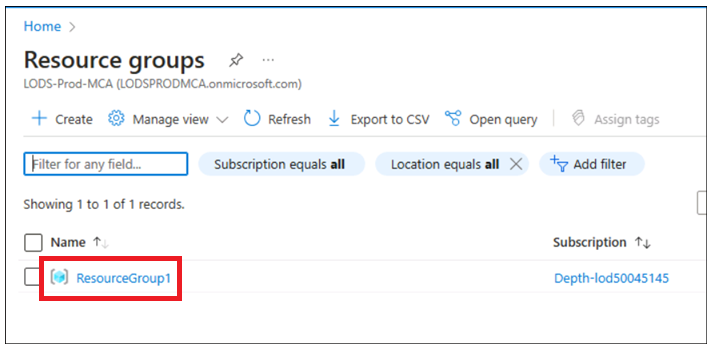 Home >
Resource groups ...
LODS-Prod-MCA (LODSPRODMCA.onmicrosoft.com)
+ Create Manage view Refresh Export to CSV Open query Assign tags
Filter for any field... Subscription equals all Location equals all Add filter
Showing 1 to 1 of 1 records.
Name ↑↓ Subscription ↑↓
ResourceGroup1 Depth-lod50045145